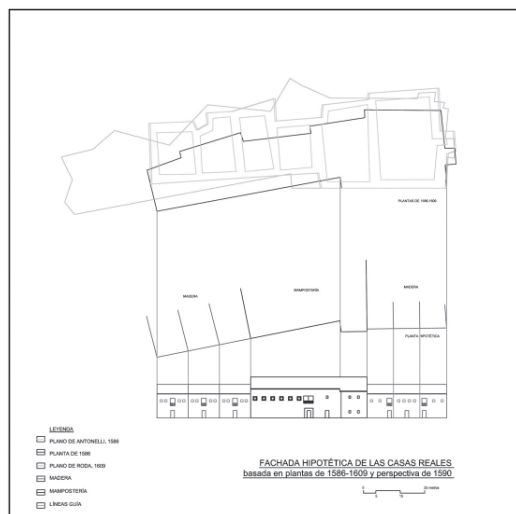 PLANTAS DE 1586-1609
MADERA
MAMPOSTERÍA
MADERA
PLANTA HIPOTÉTICA
LEYENDA
PLANO DE ANTONELLI, 1586
PLANTA DE 1586
PLANO DE RODA, 1609
MADERA
MAMPOSTERÍA
LÍNEAS GUÍA
FACHADA HIPOTÉTICA DE LAS CASAS REALES
basada en plantas de 1586-1609 y perspectiva de 1590